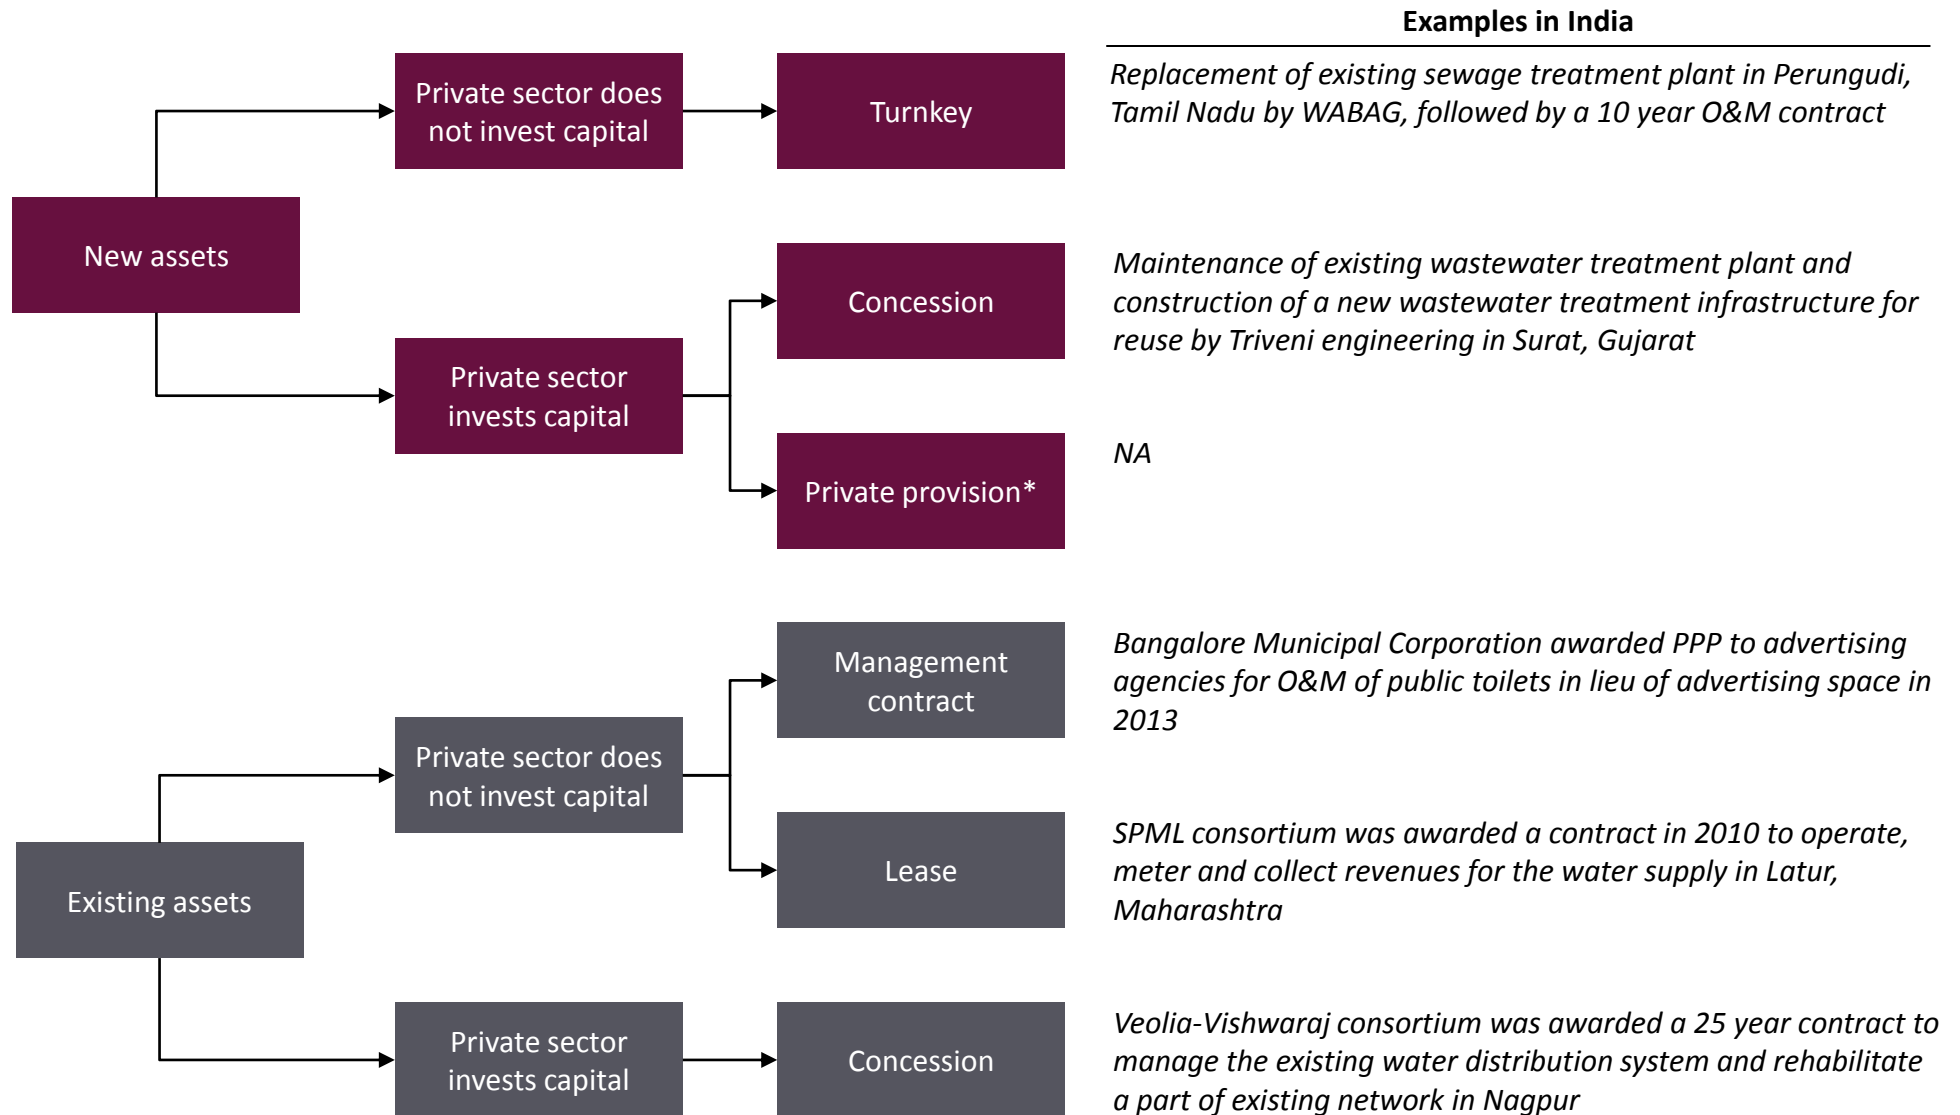 Examples in India
Private sector does
not invest capital
Turnkey
Replacement of existing sewage treatment plant in Perungudi,
Tamil Nadu by WABAG, followed by a 10 year O&M contract
New assets
Concession
Maintenance of existing wastewater treatment plant and
construction of a new wastewater treatment infrastructure for
reuse by Triveni engineering in Surat, Gujarat
Private sector
invests capital
Private provision*
NA
Management
contract
Bangalore Municipal Corporation awarded PPP to advertising
agencies for O&M of public toilets in lieu of advertising space in
2013
Private sector does
not invest capital
Lease
SPML consortium was awarded a contract in 2010 to operate,
meter and collect revenues for the water supply in Latur,
Maharashtra
Existing assets
Private sector
invests capital
Concession
Veolia-Vishwaraj consortium was awarded a 25 year contract to
manage the existing water distribution system and rehabilitate
a part of existing network in Nagpur